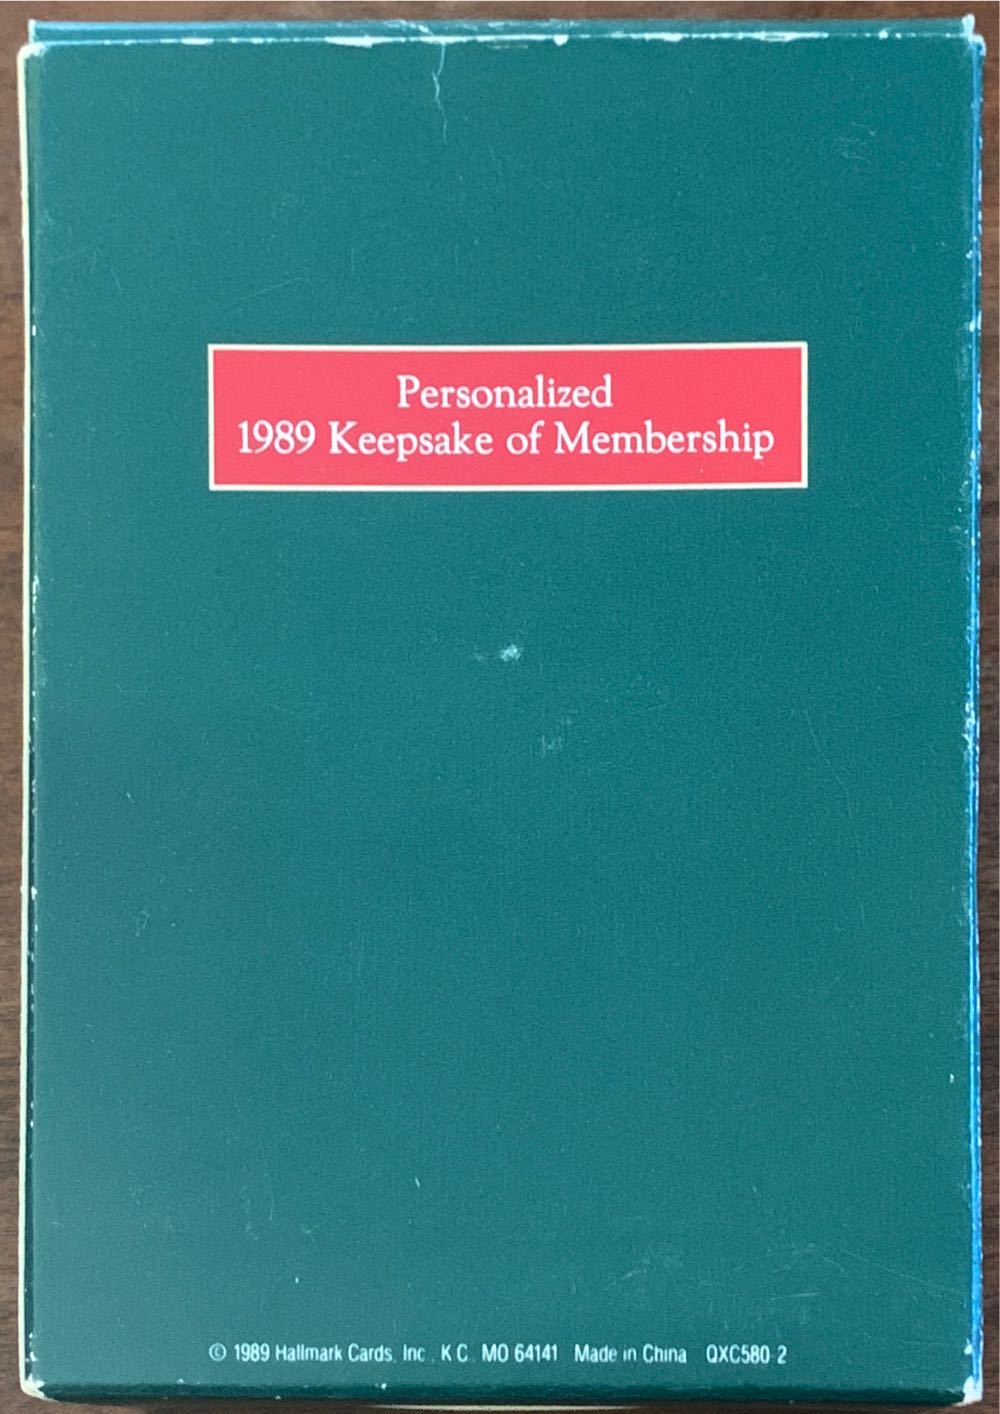 Personalized
1989 Keepsake of Membership
© 1989 Hallmark Cards, Inc., K.C., MO 64141 Made in China QXC580-2